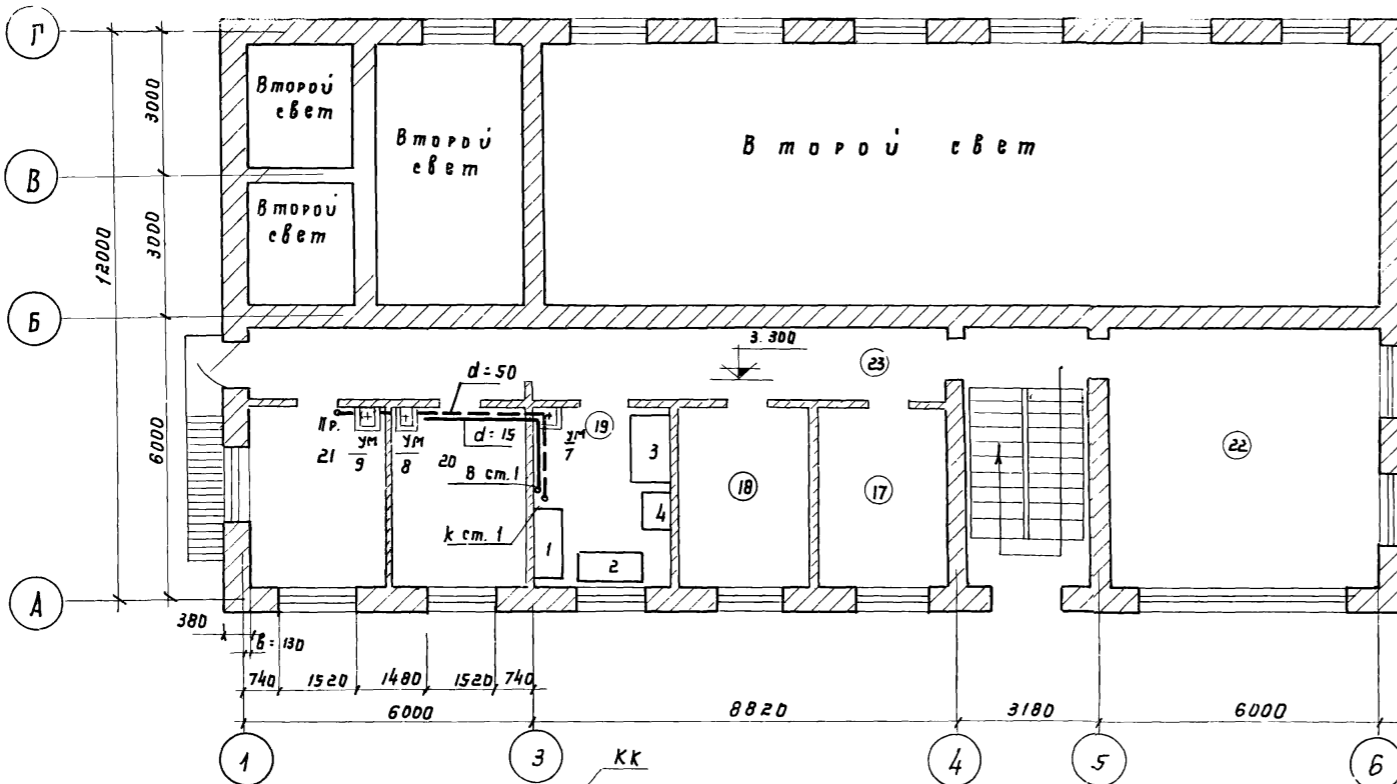 Г
Второй
свет
3000
Второй
свет
Второй свет
В
Второй
свет
12000
3000
Б
3.300
23
d=50
Пр.
УМ
9
УМ
8
d=15
УМ
7
19
21
20
3
6000
В ст.1
18
17
22
4
К ст.1
1
2
А
380
в=130
740
1520
1480
1520
740
6000
8820
3180
6000
1
3
КК
4
5
6